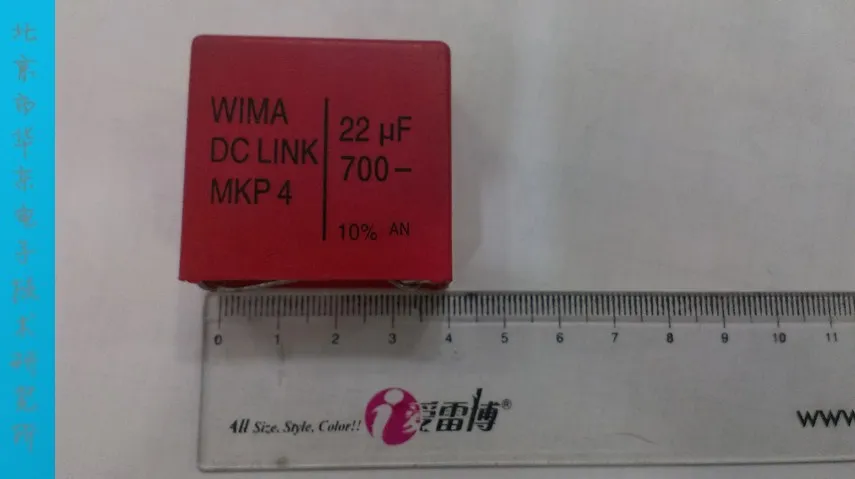 北京市华宗电子技术研究所
WIMA
DC LINK
MKP 4
22 µF
700–
10% AN
0 1 2 3 4 5 6 7 8 9 10 11
All Size, Style, Color!!
爱雷博®
www